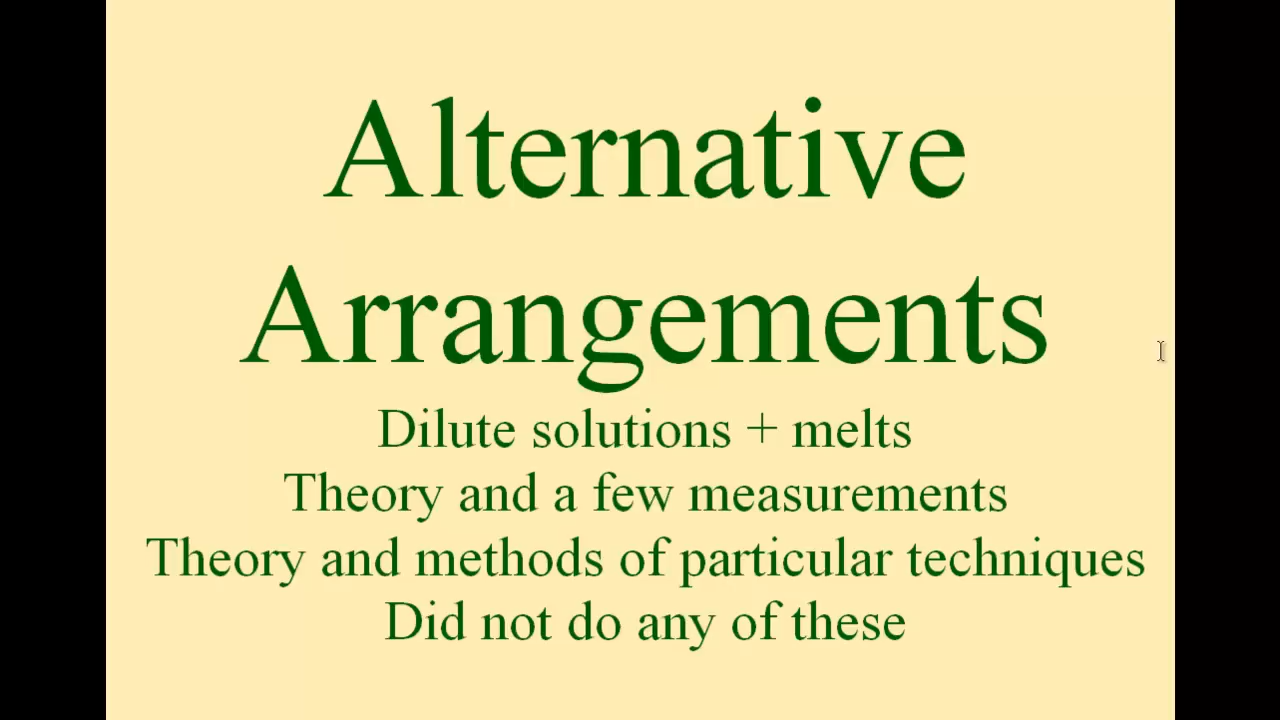 Alternative
Arrangements
Dilute solutions + melts
Theory and a few measurements
Theory and methods of particular techniques
Did not do any of these